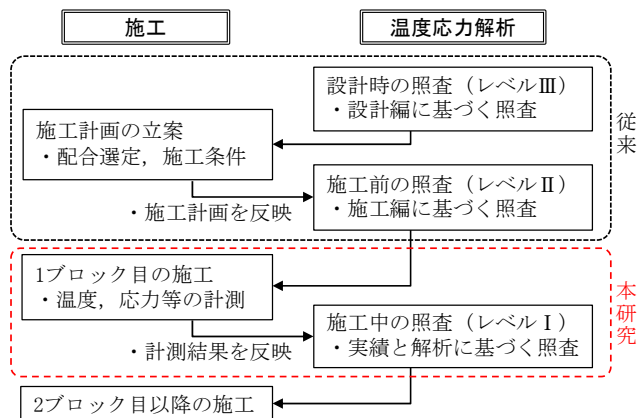 施工
温度応力解析
設計時の照査（レベルⅢ）
・設計編に基づく照査
施工計画の立案
・配合選定，施工条件
施工前の照査（レベルⅡ）
・施工編に基づく照査
・施工計画を反映
従来
1ブロック目の施工
・温度，応力等の計測
施工中の照査（レベルⅠ）
・実績と解析に基づく照査
・計測結果を反映
本研究
2ブロック目以降の施工